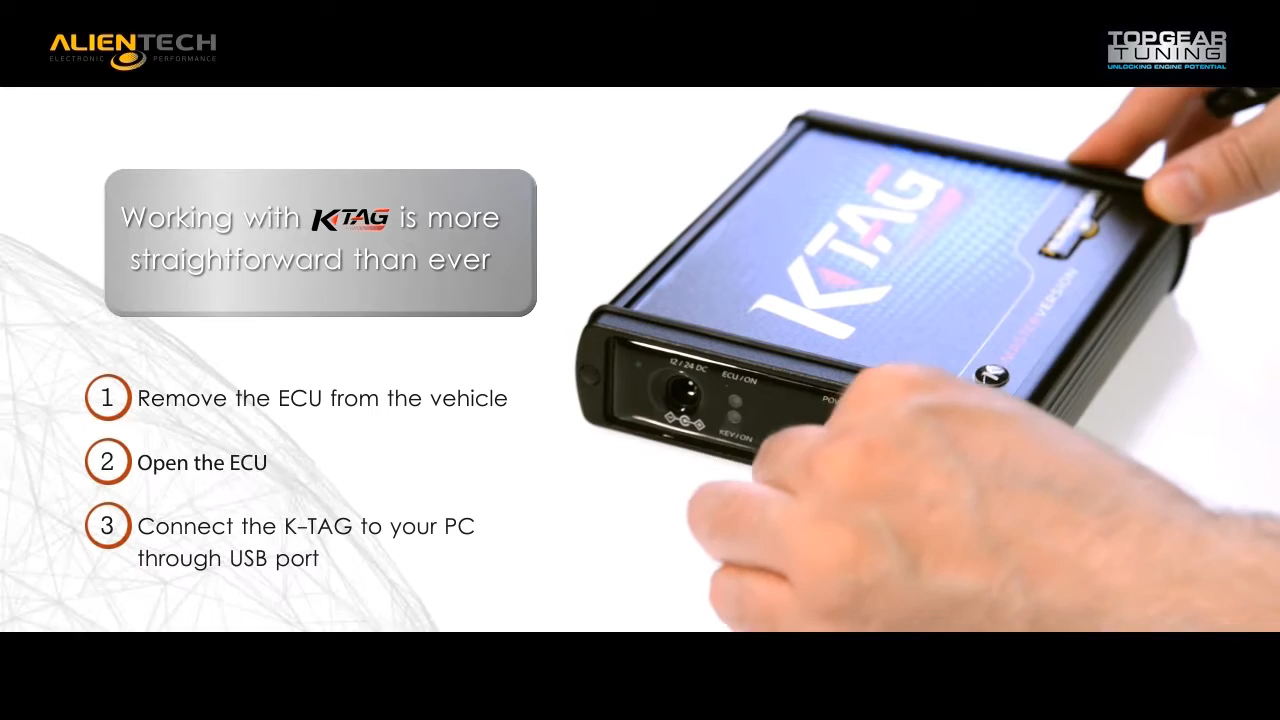 ALIENTECH
ELECTRONIC PERFORMANCE
TOPGEAR
TUNING
UNLOCKING ENGINE POTENTIAL
Working with KTAG is more
straightforward than ever
1 Remove the ECU from the vehicle
2 Open the ECU
3 Connect the K-TAG to your PC
through USB port
KTAG
MASTERVERSION
12 / 24 DC
ECU/ON
KEY/ON